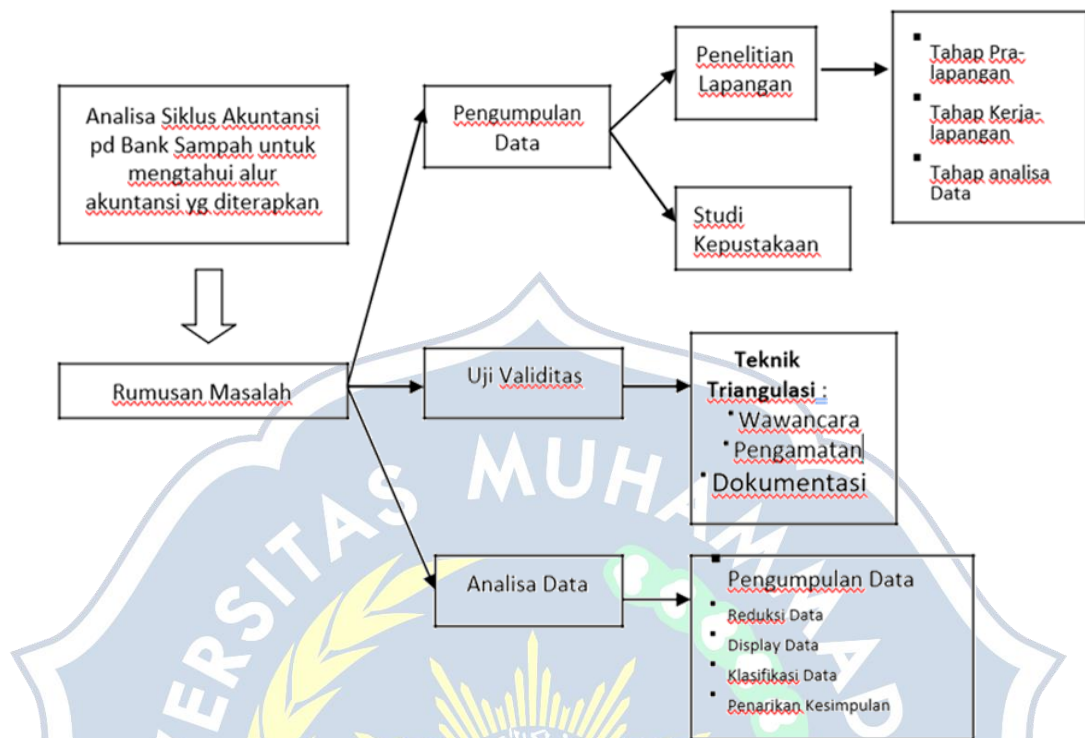 Analisa Siklus Akuntansi
pd Bank Sampah untuk
mengtahui alur
akuntansi yg diterapkan
Rumusan Masalah
Pengumpulan
Data
Penelitian
Lapangan
Tahap Pra-
lapangan
Tahap Kerja-
lapangan
Tahap analisa
Data
Studi
Kepustakaan
Uji Validitas
Teknik
Triangulasi :
Wawancara
Pengamatan
Dokumentasi
Analisa Data
Pengumpulan Data
Reduksi Data
Display Data
Klasifikasi Data
Penarikan Kesimpulan
ERSITAS MUHAMMAD